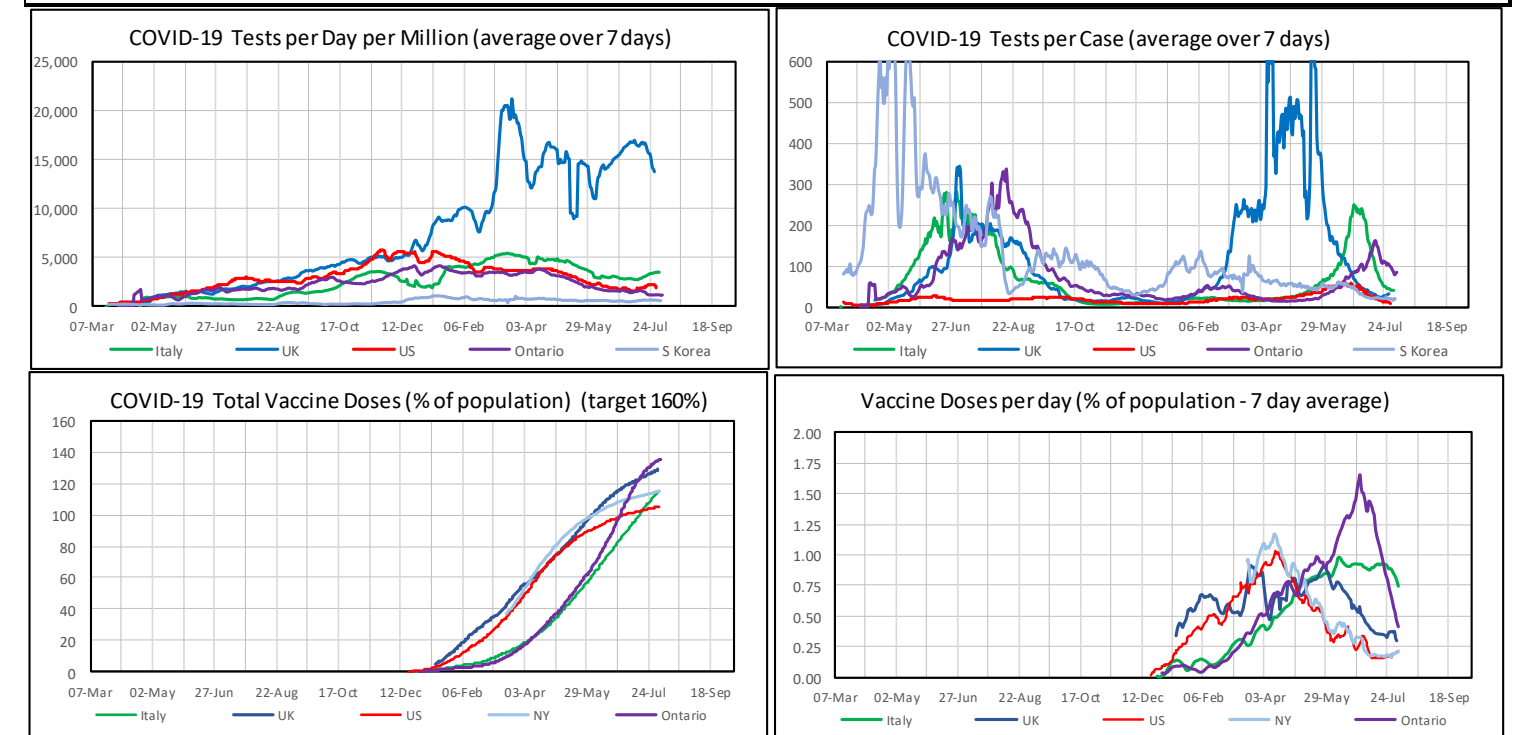 COVID-19 Tests per Day per Million (average over 7 days)
25,000
20,000
15,000
10,000
5,000
0
07-Mar 02-May 27-Jun 22-Aug 17-Oct 12-Dec 06-Feb 03-Apr 29-May 24-Jul 18-Sep
Italy UK US Ontario S Korea
COVID-19 Tests per Case (average over 7 days)
600
500
400
300
200
100
0
07-Mar 02-May 27-Jun 22-Aug 17-Oct 12-Dec 06-Feb 03-Apr 29-May 24-Jul 18-Sep
Italy UK US Ontario S Korea
COVID-19 Total Vaccine Doses (% of population) (target 160%)
160
140
120
100
80
60
40
20
0
07-Mar 02-May 27-Jun 22-Aug 17-Oct 12-Dec 06-Feb 03-Apr 29-May 24-Jul 18-Sep
Italy UK US NY Ontario
Vaccine Doses per day (% of population - 7 day average)
2.00
1.75
1.50
1.25
1.00
0.75
0.50
0.25
0.00
07-Mar 02-May 27-Jun 22-Aug 17-Oct 12-Dec 06-Feb 03-Apr 29-May 24-Jul 18-Sep
Italy UK US NY Ontario